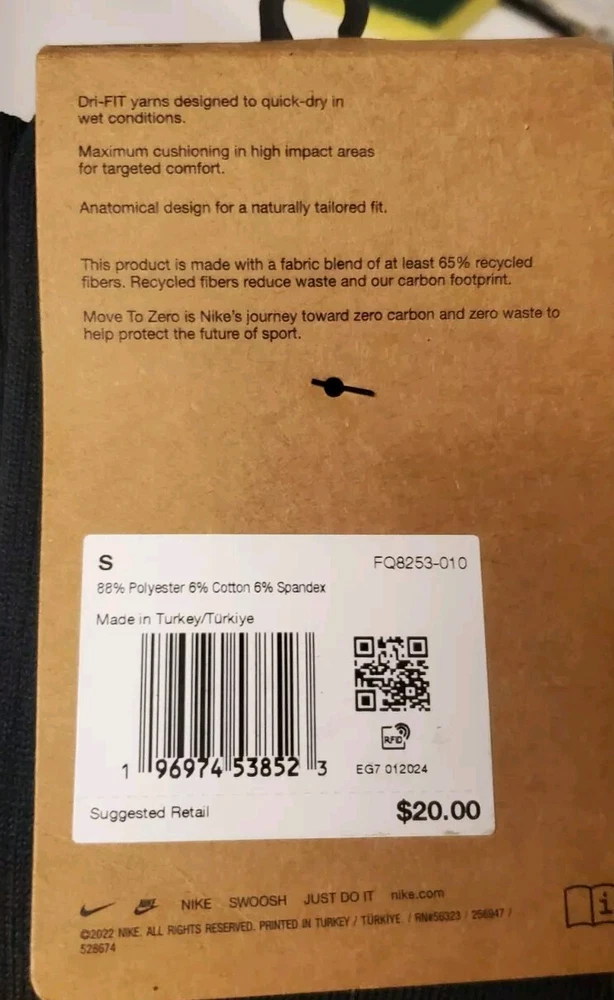 Dri-FIT yarns designed to quick-dry in
wet conditions.
Maximum cushioning in high impact areas
for targeted comfort.
Anatomical design for a naturally tailored fit.
This product is made with a fabric blend of at least 65% recycled
fibers. Recycled fibers reduce waste and our carbon footprint.
Move To Zero is Nike's journey toward zero carbon and zero waste to
help protect the future of sport.
S FQ8253-010
88% Polyester 6% Cotton 6% Spandex
Made in Turkey/Türkiye
RFID
1 96974 53852 3 EG7 012024
Suggested Retail $20.00
NIKE NIKE SWOOSH JUST DO IT nike.com
©2022 NIKE. ALL RIGHTS RESERVED. PRINTED IN TURKEY / TÜRKİYE. / RN#56323 / 256947 /
528674